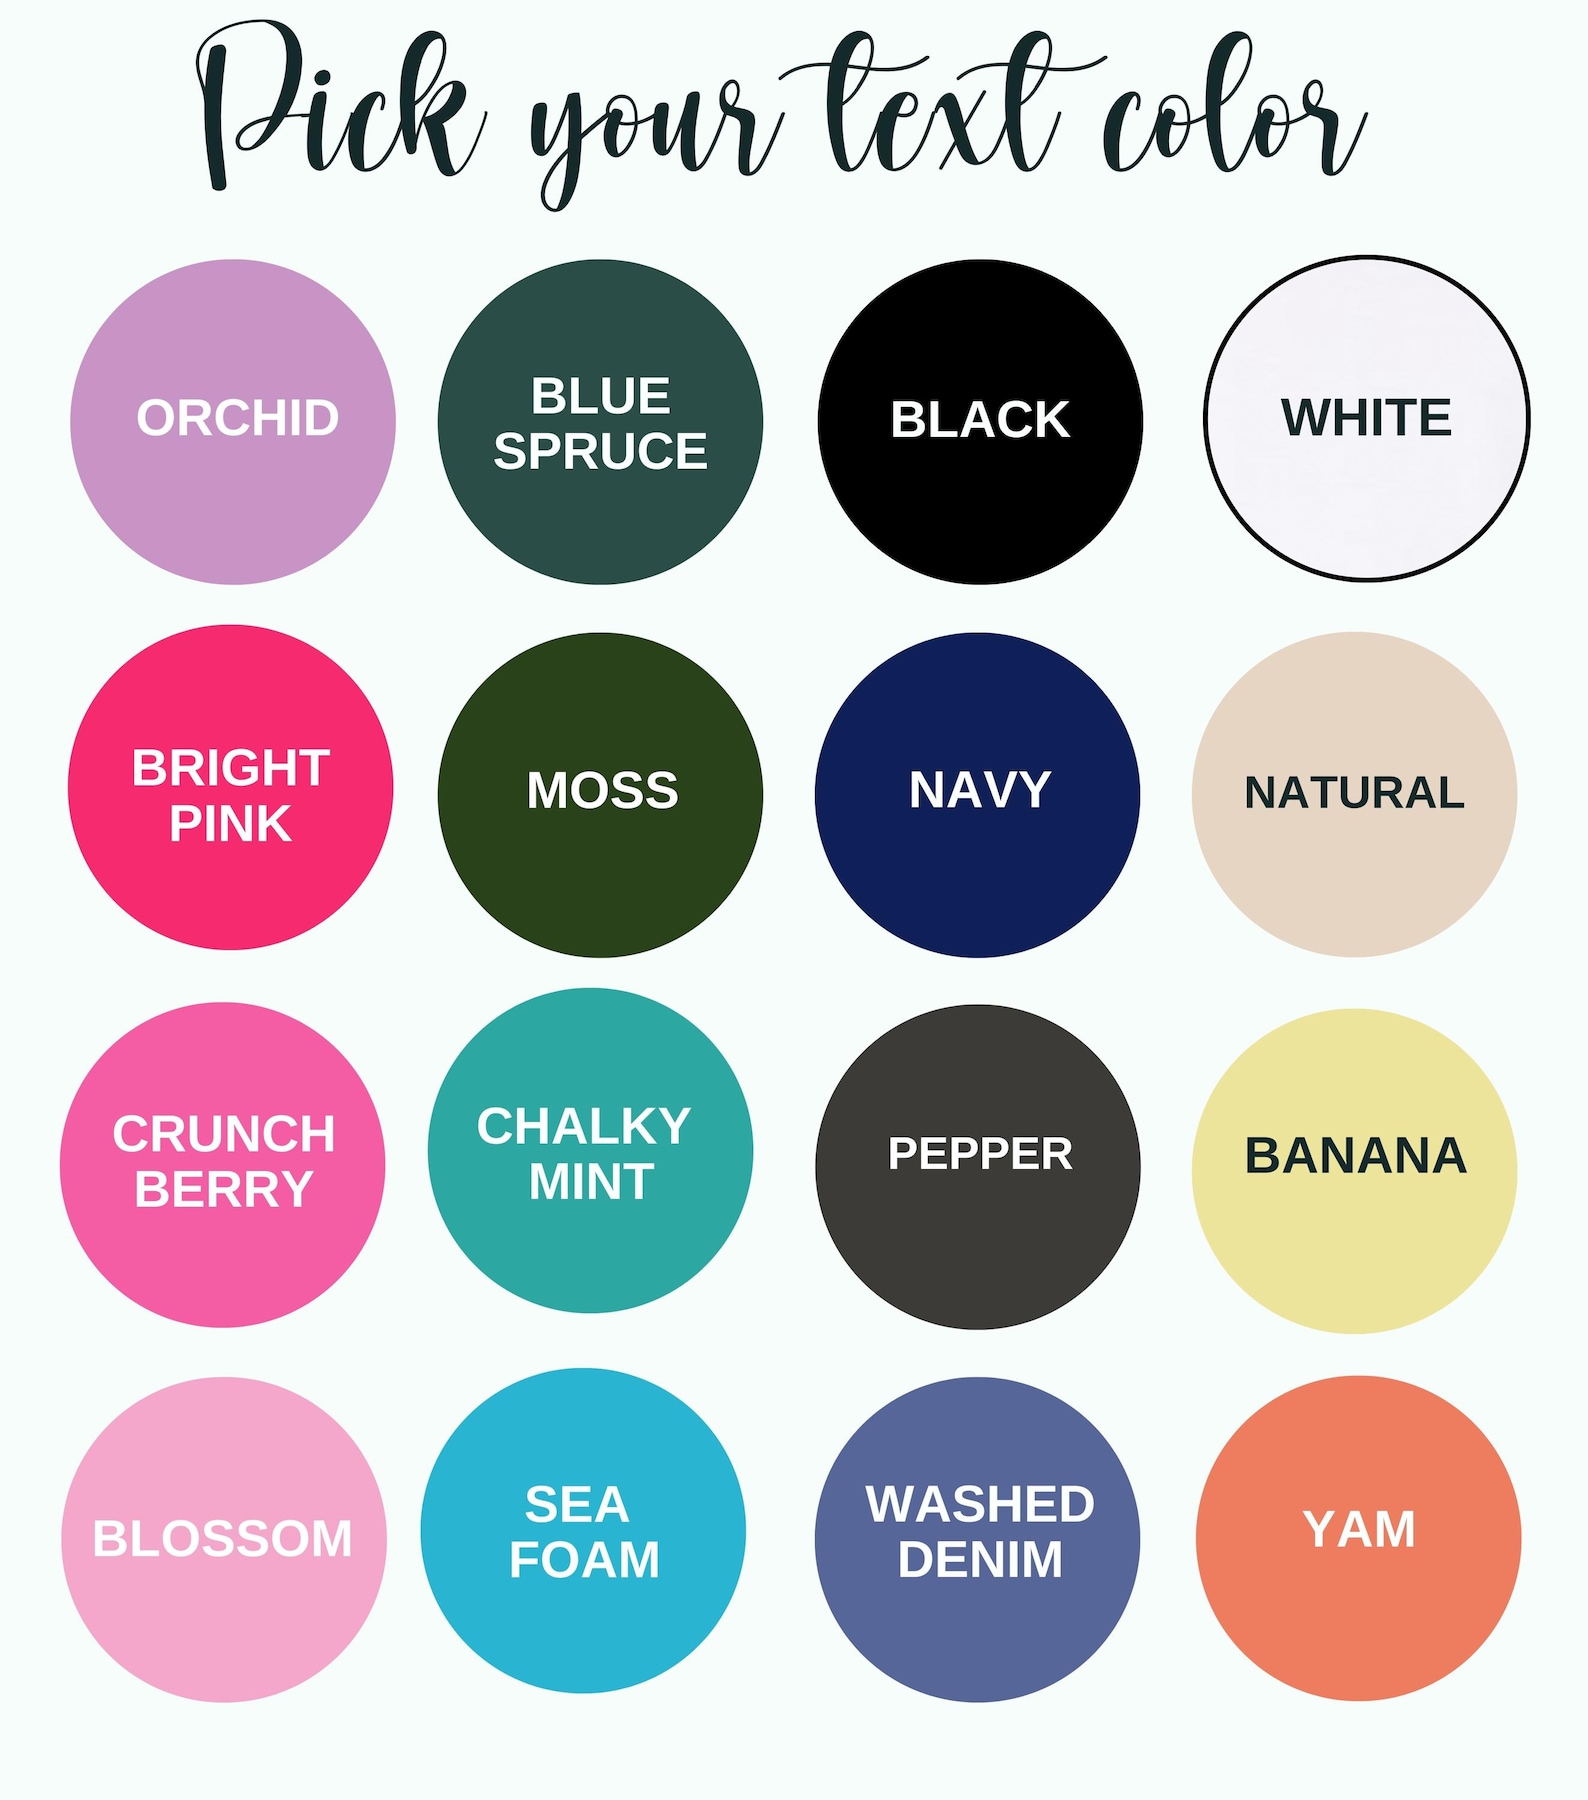 Pick your text color
ORCHID
BLUE
SPRUCE
BLACK
WHITE
BRIGHT
PINK
MOSS
NAVY
NATURAL
CRUNCH
BERRY
CHALKY
MINT
PEPPER
BANANA
BLOSSOM
SEA
FOAM
WASHED
DENIM
YAM